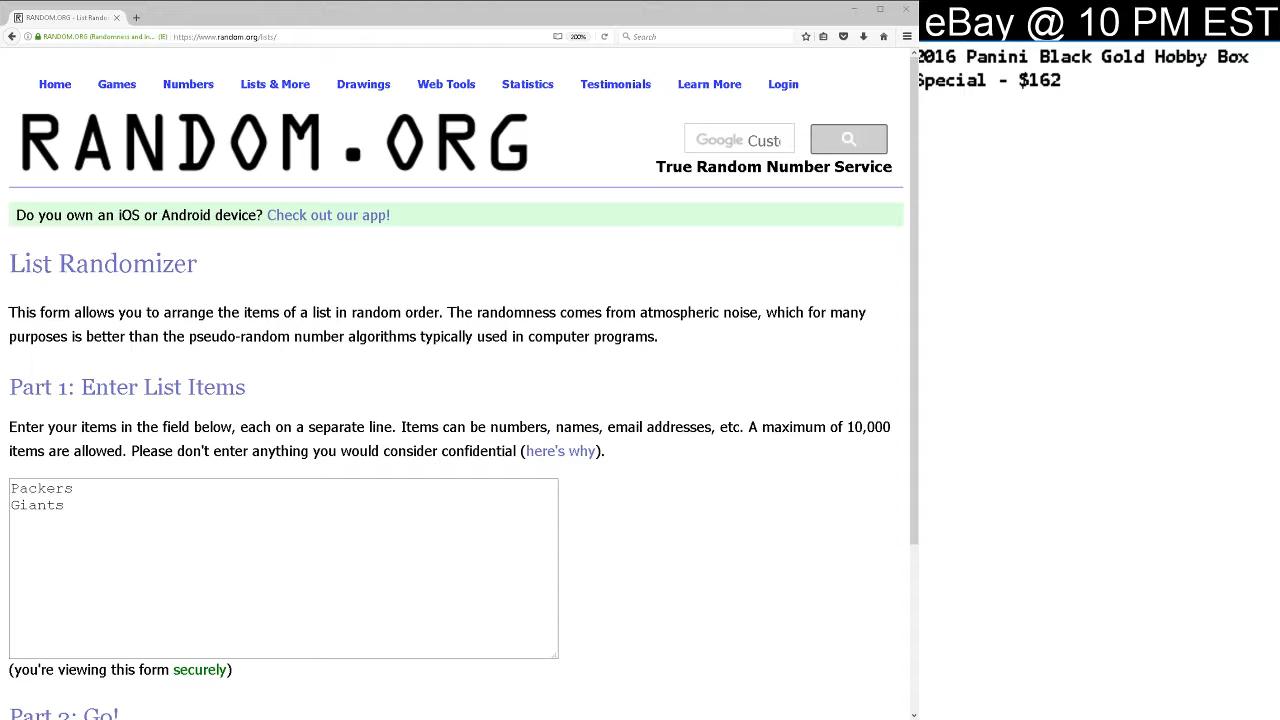 RANDOM.ORG - List Rando
RANDOM.ORG (Randomness and In... (IE)
https://www.random.org/lists/
200%
Search
eBay @ 10 PM EST
2016 Panini Black Gold Hobby Box
Special - $162
Home Games Numbers Lists & More Drawings Web Tools Statistics Testimonials Learn More Login
RANDOM.ORG
Google Custo
True Random Number Service
Do you own an iOS or Android device? Check out our app!
List Randomizer
This form allows you to arrange the items of a list in random order. The randomness comes from atmospheric noise, which for many
purposes is better than the pseudo-random number algorithms typically used in computer programs.
Part 1: Enter List Items
Enter your items in the field below, each on a separate line. Items can be numbers, names, email addresses, etc. A maximum of 10,000
items are allowed. Please don't enter anything you would consider confidential (here's why).
Packers
Giants
(you're viewing this form securely)
Part 2: Go!